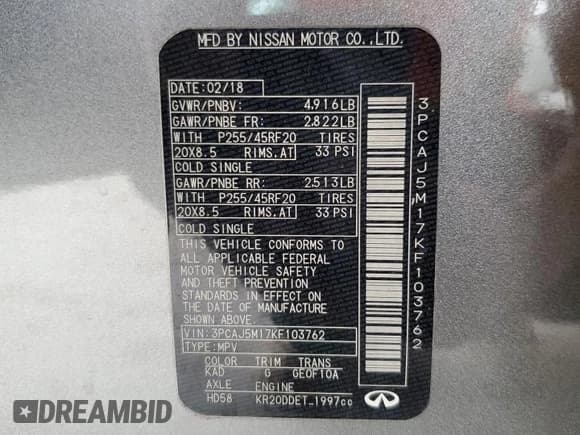 MFD BY NISSAN MOTOR CO.,LTD.
DATE: 02/18
GVWR/PNBV: 4,916LB
GAWR/PNBE FR: 2,822LB
WITH P255/45RF20 TIRES
20X8.5 RIMS.AT 33 PSI
COLD SINGLE
GAWR/PNBE RR: 2,513LB
WITH P255/45RF20 TIRES
20X8.5 RIMS.AT 33 PSI
COLD SINGLE
THIS VEHICLE CONFORMS TO
ALL APPLICABLE FEDERAL
MOTOR VEHICLE SAFETY
AND THEFT PREVENTION
STANDARDS IN EFFECT ON
THE DATE OF MANUFACTURE
SHOWN ABOVE.
VIN: 3PCAJ5M17KF103762
TYPE: MPV
COLOR TRIM TRANS
KAD G GE0F10A
AXLE ENGINE
HD58 KR20DDET_1997cc
3PCAJ5M17KF103762
INFINITI
DREAMBID